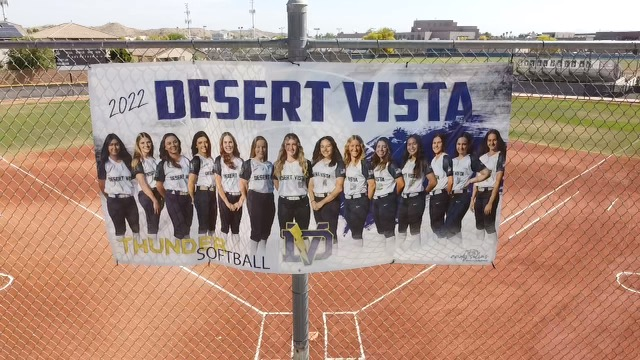 2022
DESERT VISTA
THUNDER
SOFTBALL
DV